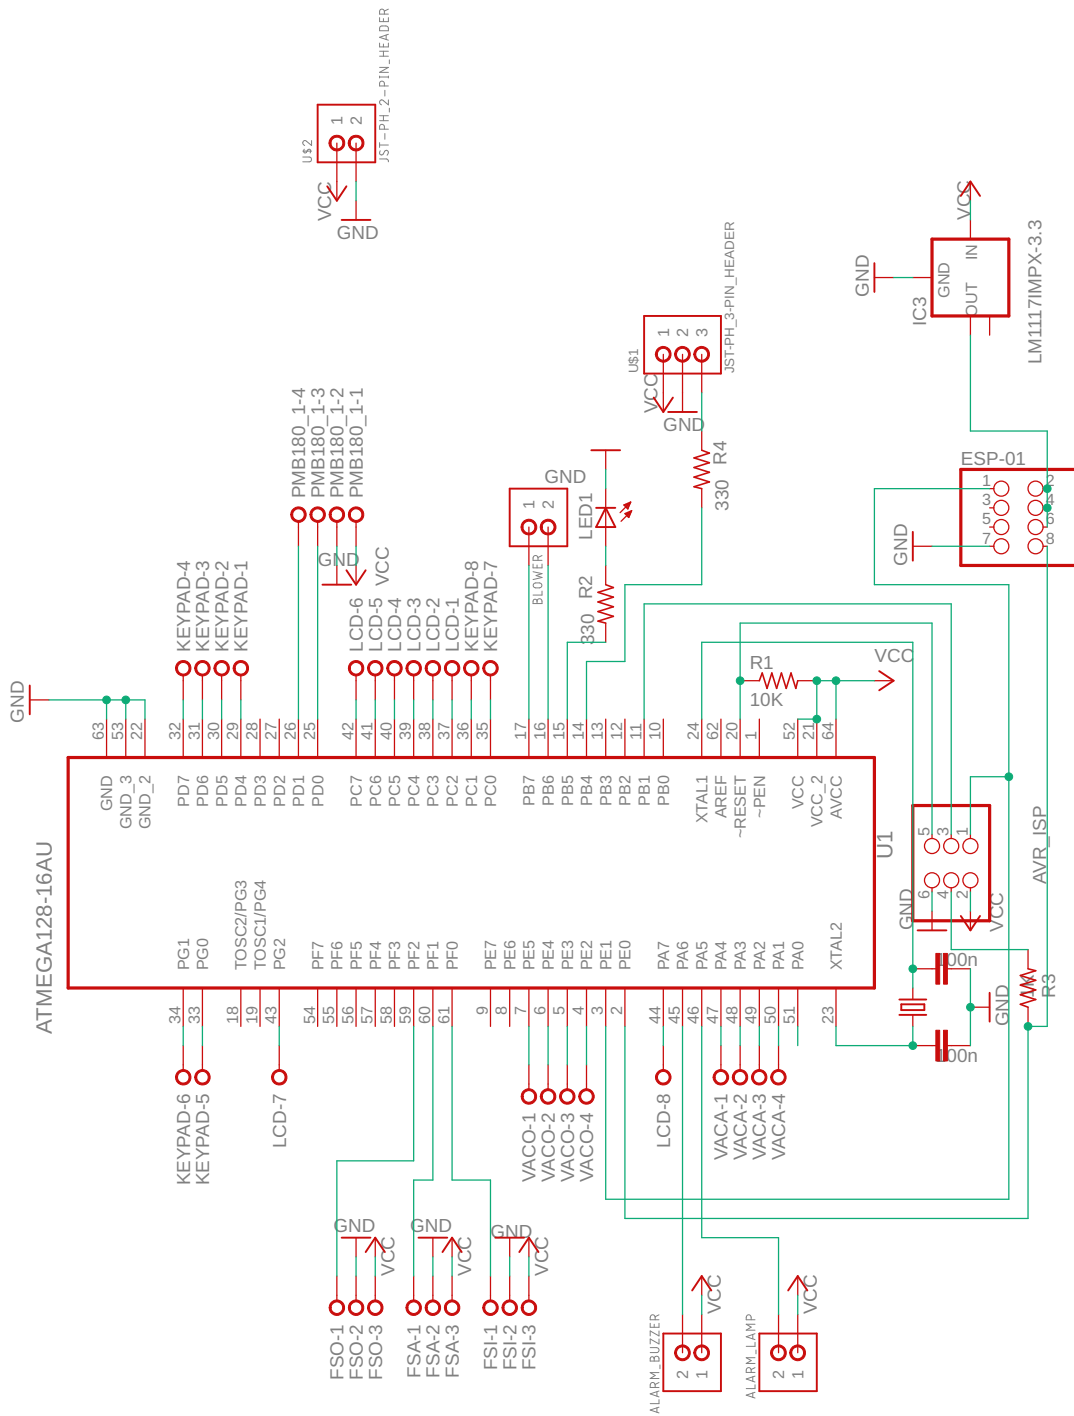 JST-PH_2-PIN_HEADER
U$2
1
2
VCC
GND
VCC
IN
GND
OUT
GND
IC3
LM1117IMPX-3.3
JST-PH_3-PIN_HEADER
U$1
1
2
3
VCC
GND
R4
330
ESP-01
1
2
3
4
5
6
7
8
GND
PMB180_1-4
PMB180_1-3
PMB180_1-2
PMB180_1-1
GND
VCC
GND
1
2
BLOWER
LED1
R2
330
KEYPAD-4
KEYPAD-3
KEYPAD-2
KEYPAD-1
LCD-6
LCD-5
LCD-4
LCD-3
LCD-2
LCD-1
KEYPAD-8
KEYPAD-7
R1
10K
VCC
GND
63
53
22
32
31
30
29
28
27
26
25
42
41
40
39
38
37
36
35
17
16
15
14
13
12
11
10
24
62
20
1
52
21
64
GND
GND_3
GND_2
PD7
PD6
PD5
PD4
PD3
PD2
PD1
PD0
PC7
PC6
PC5
PC4
PC3
PC2
PC1
PC0
PB7
PB6
PB5
PB4
PB3
PB2
PB1
PB0
XTAL1
AREF
~RESET
~PEN
VCC
VCC_2
AVCC
ATMEGA128-16AU
U1
PG1
PG0
TOSC2/PG3
TOSC1/PG4
PG2
PF7
PF6
PF5
PF4
PF3
PF2
PF1
PF0
PE7
PE6
PE5
PE4
PE3
PE2
PE1
PE0
PA7
PA6
PA5
PA4
PA3
PA2
PA1
PA0
XTAL2
34
33
18
19
43
54
55
56
57
58
59
60
61
9
8
7
6
5
4
3
2
44
45
46
47
48
49
50
51
23
5
3
1
6
4
2
AVR_ISP
GND
VCC
100n
100n
GND
R3
KEYPAD-6
KEYPAD-5
LCD-7
VACO-1
VACO-2
VACO-3
VACO-4
LCD-8
VACA-1
VACA-2
VACA-3
VACA-4
GND
VCC
GND
VCC
GND
VCC
FSO-1
FSO-2
FSO-3
FSA-1
FSA-2
FSA-3
FSI-1
FSI-2
FSI-3
VCC
VCC
ALARM_BUZZER
2
1
ALARM_LAMP
2
1